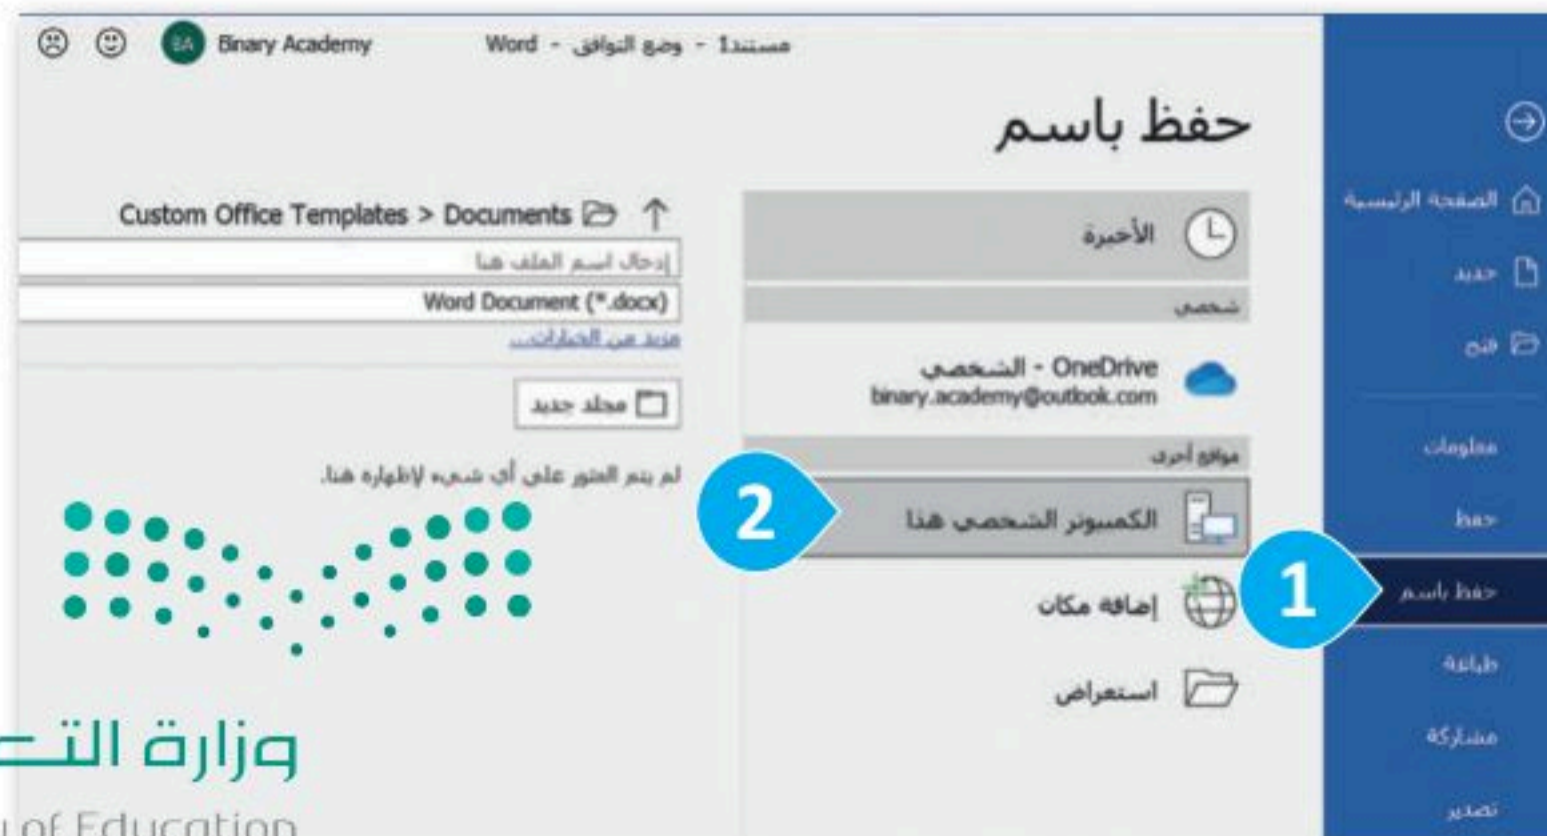 مستند1 - وضع التوافق - Word
Binary Academy
BA
حفظ باسم
الصفحة الرئيسية
جديد
فتح
معلومات
حفظ
حفظ باسم
طباعة
مشاركة
تصدير
1
الأخيرة
شخصي
OneDrive - الشخصي
binary.academy@outlook.com
مواقع أخرى
الكمبيوتر الشخصي هذا
2
إضافة مكان
استعراض
Custom Office Templates > Documents
إدخال اسم الملف هنا
Word Document (*.docx)
مزيد من الخيارات...
مجلد جديد
لم يتم العثور على أي شيء لإظهاره هنا.
وزارة التـ
of Education